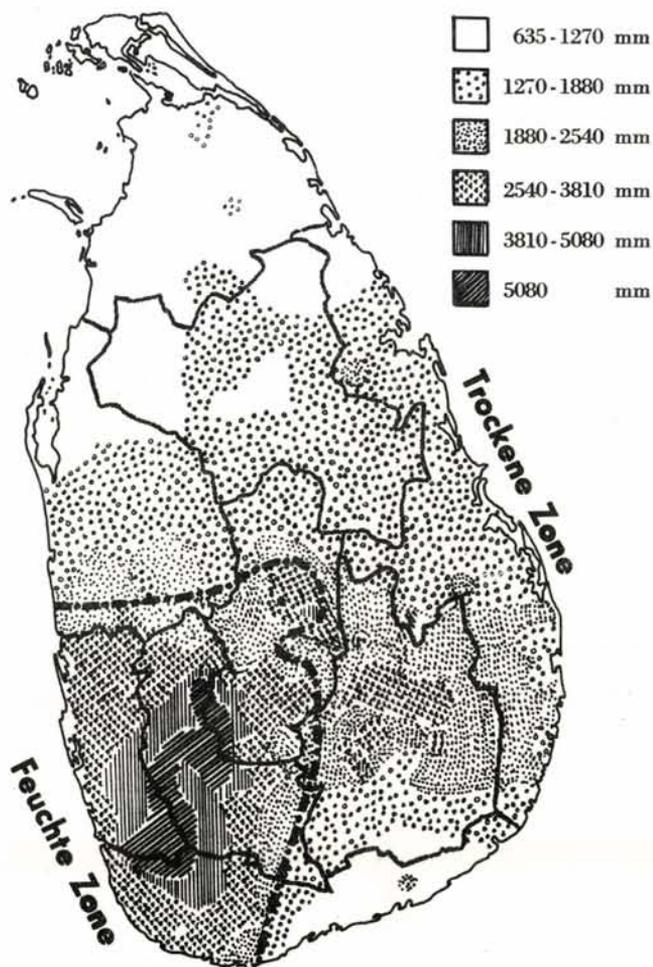 635-1270 mm
1270-1880 mm
1880-2540 mm
2540-3810 mm
3810-5080 mm
5080 mm
Trockene Zone
Feuchte Zone